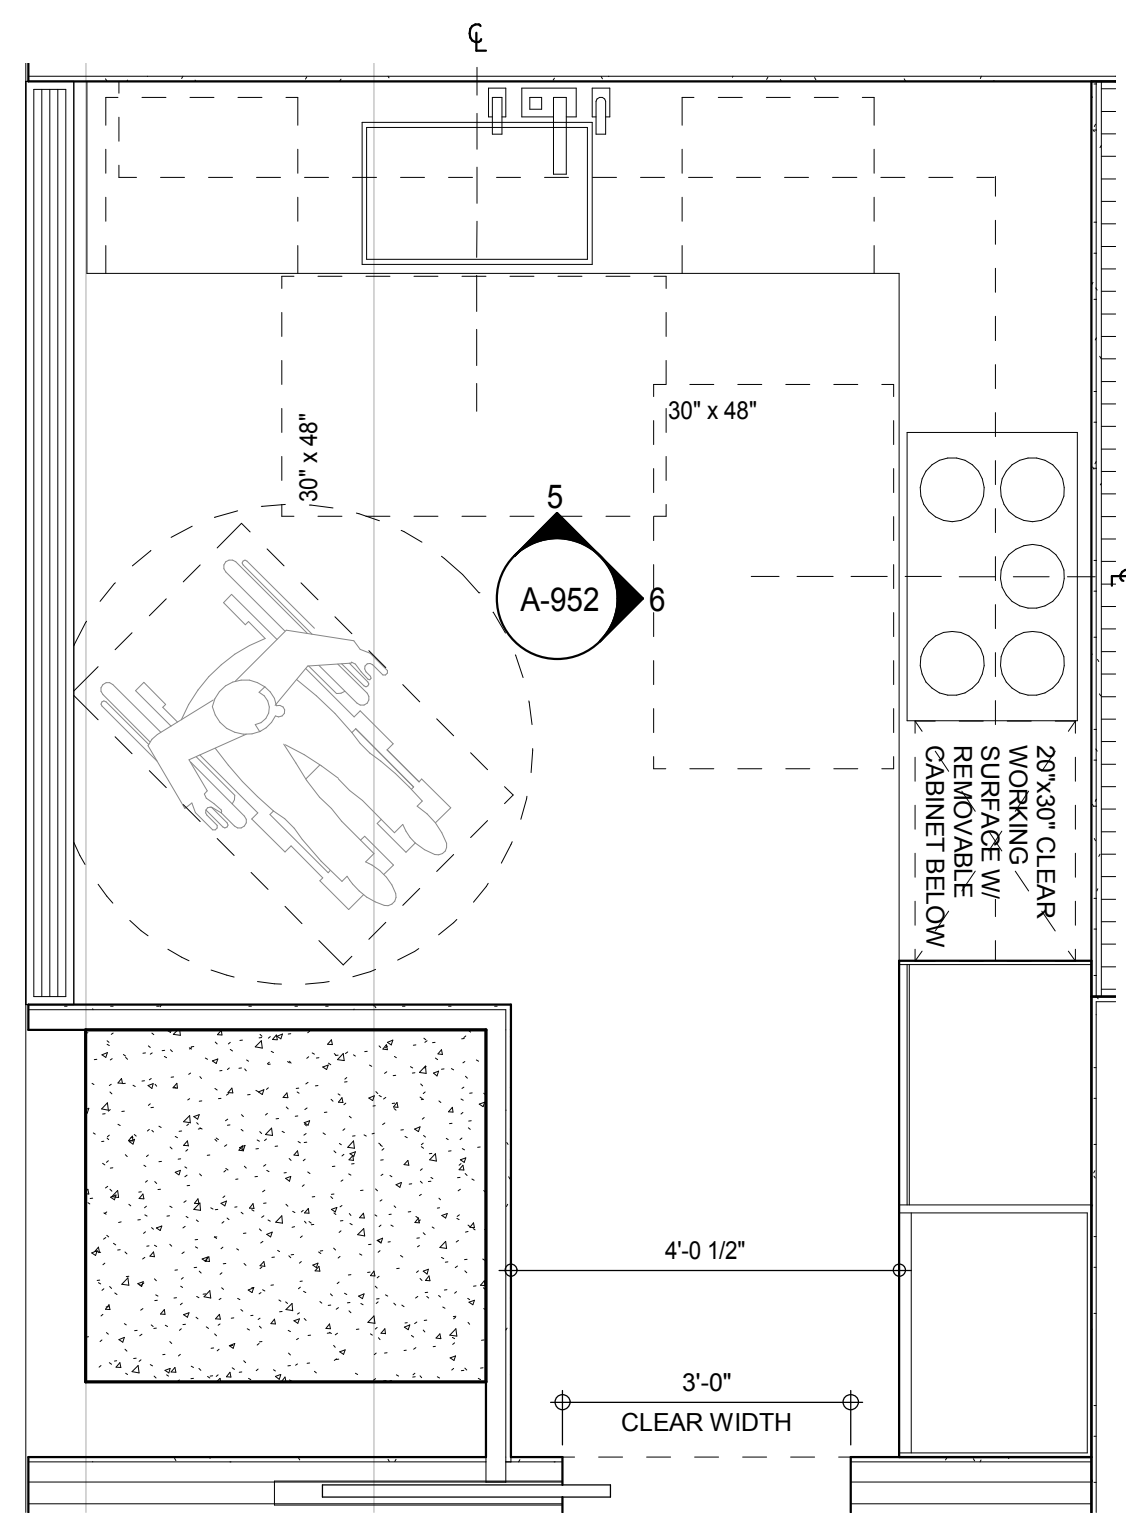 ℄
30" x 48"
30" x 48"
5
A-952
6
℄
20"x30" CLEAR
WORKING
SURFACE W/
REMOVABLE
CABINET BELOW
4'-0 1/2"
3'-0"
CLEAR WIDTH